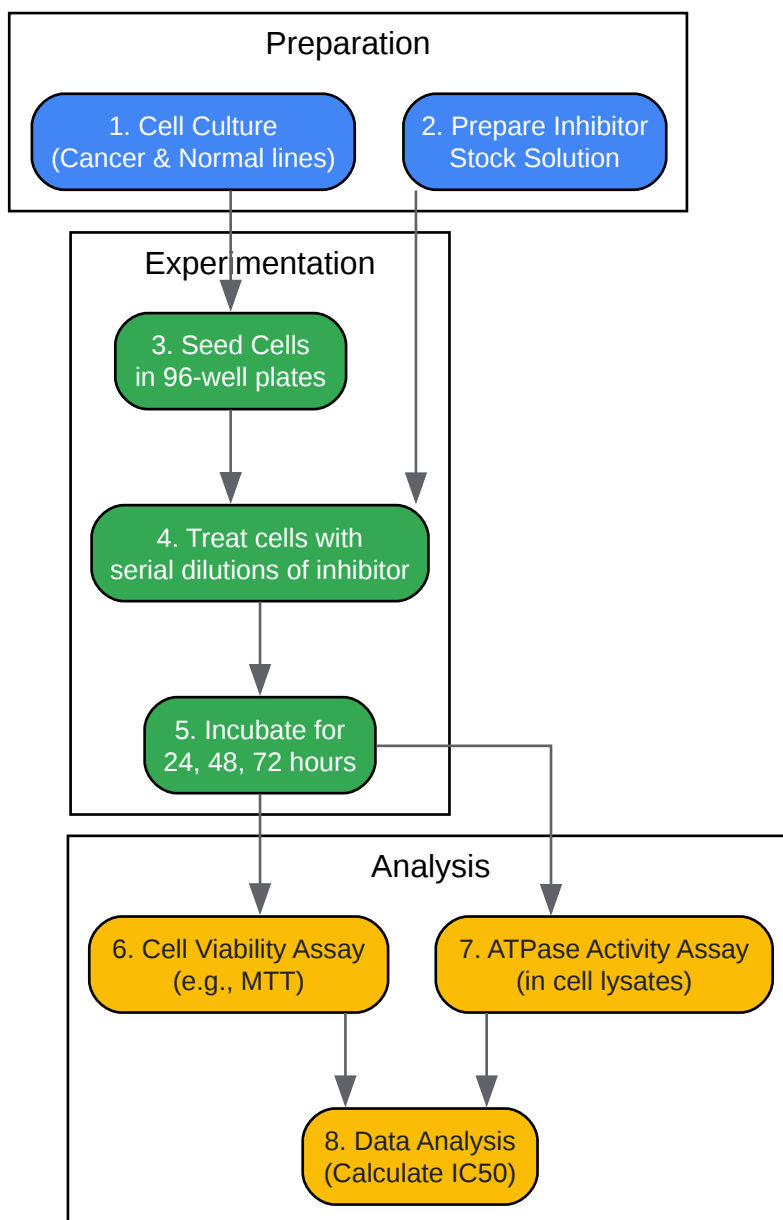 Preparation
1. Cell Culture
(Cancer & Normal lines)
2. Prepare Inhibitor
Stock Solution
Experimentation
3. Seed Cells
in 96-well plates
4. Treat cells with
serial dilutions of inhibitor
5. Incubate for
24, 48, 72 hours
Analysis
6. Cell Viability Assay
(e.g., MTT)
7. ATPase Activity Assay
(in cell lysates)
8. Data Analysis
(Calculate IC50)